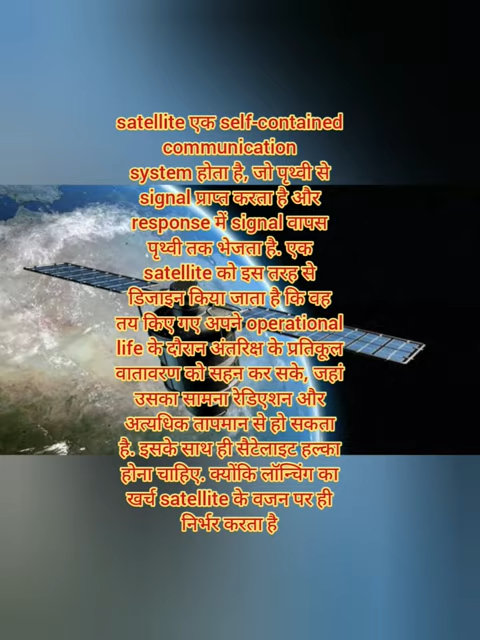 satellite एक self-contained
communication
system होता है, जो पृथ्वी से
signal प्राप्त करता है और
response में signal वापस
पृथ्वी तक भेजता है. एक
satellite को इस तरह से
डिजाइन किया जाता है कि वह
तय किए गए अपने operational
life के दौरान अंतरिक्ष के प्रतिकूल
वातावरण को सहन कर सके, जहां
उसका सामना रेडिएशन और
अत्यधिक तापमान से हो सकता
है. इसके साथ ही सैटेलाइट हल्का
होना चाहिए. क्योंकि लॉन्चिंग का
खर्च satellite के वजन पर ही
निर्भर करता है